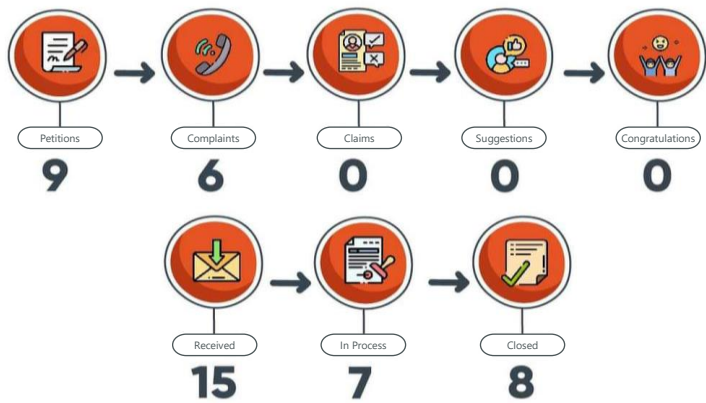 Petitions
Complaints
Claims
Suggestions
Congratulations
9
6
0
0
0
Received
In Process
Closed
15
7
8